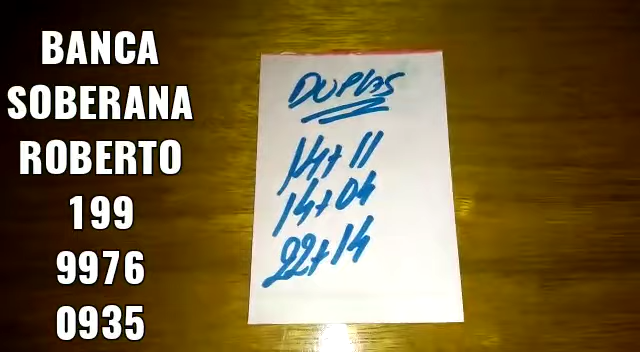 BANCA
SOBERANA
ROBERTO
199
9976
0935
DUPLAS
14+11
14+04
22+14